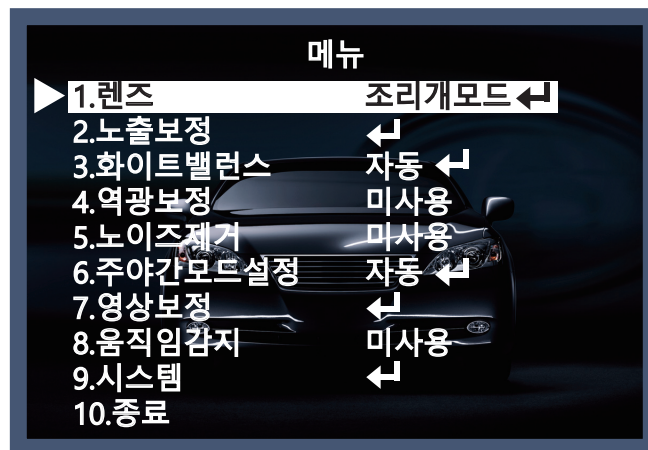 메뉴
1.렌즈 조리개모드 ↵
2.노출보정 ↵
3.화이트밸런스 자동 ↵
4.역광보정 미사용
5.노이즈제거 미사용
6.주야간모드설정 자동 ↵
7.영상보정 ↵
8.움직임감지 미사용
9.시스템 ↵
10.종료